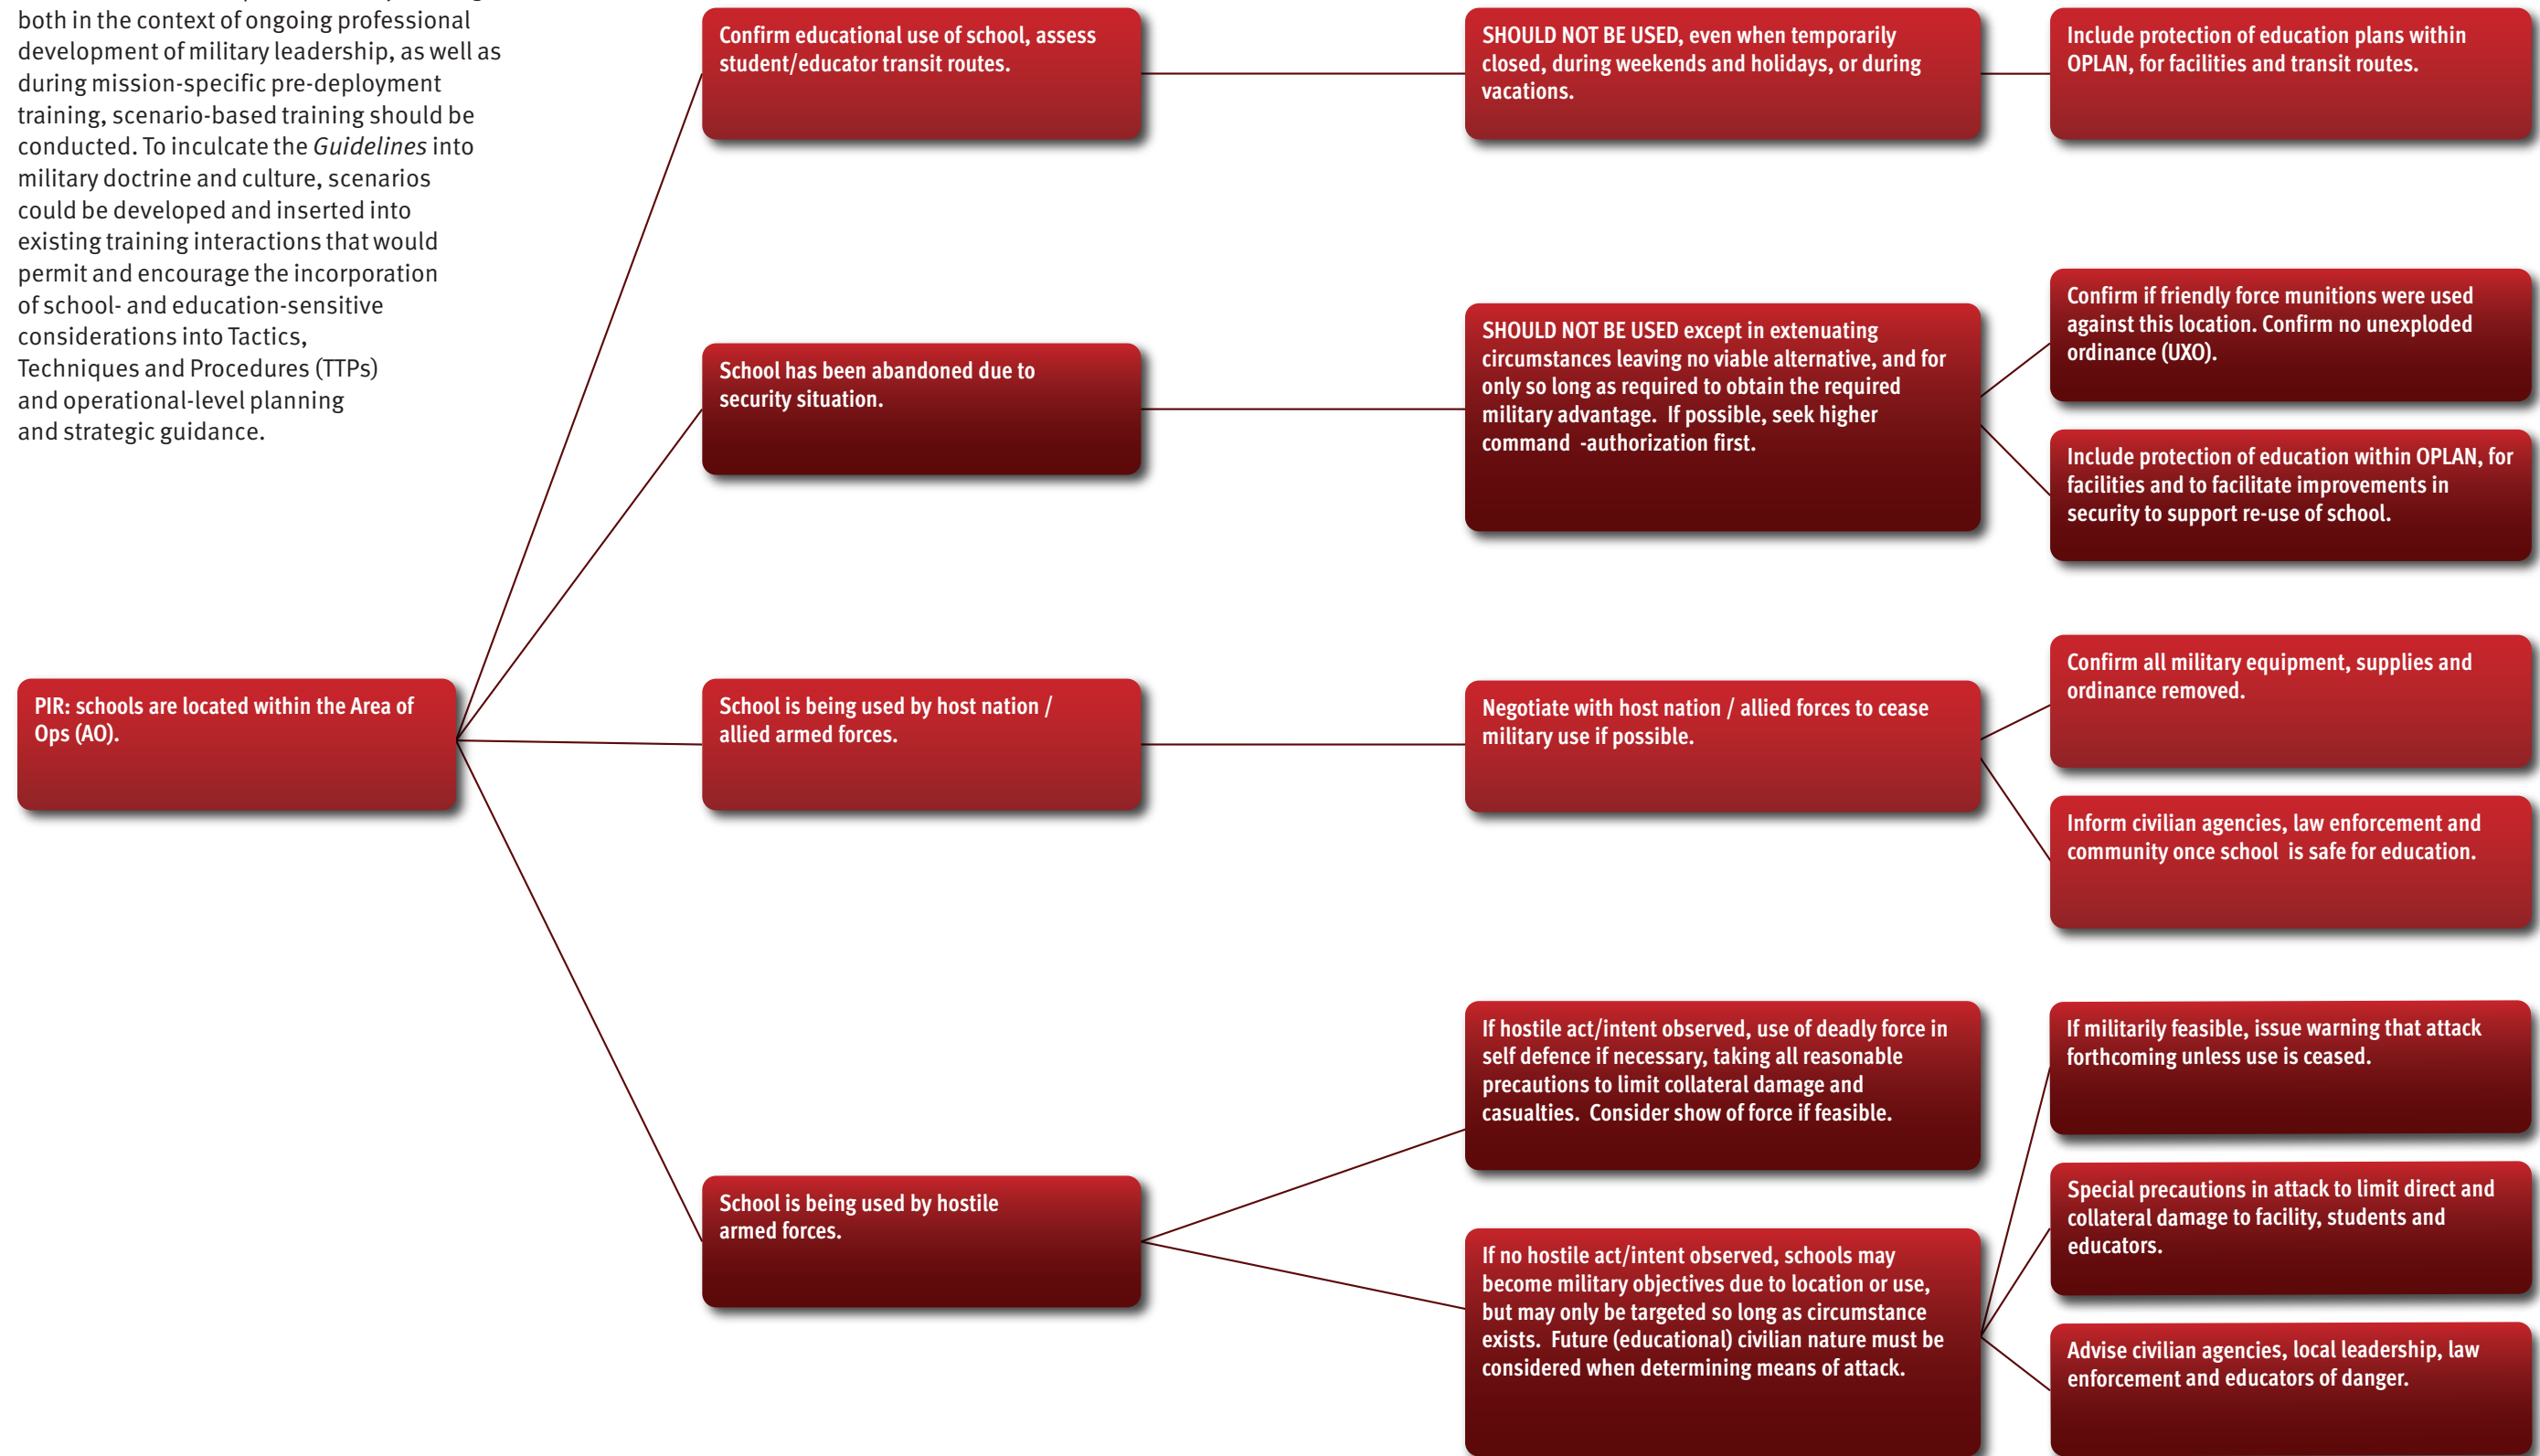 both in the context of ongoing professional
development of military leadership, as well as
during mission-specific pre-deployment
training, scenario-based training should be
conducted. To inculcate the Guidelines into
military doctrine and culture, scenarios
could be developed and inserted into
existing training interactions that would
permit and encourage the incorporation
of school- and education-sensitive
considerations into Tactics,
Techniques and Procedures (TTPs)
and operational-level planning
and strategic guidance.
PIR: schools are located within the Area of
Ops (AO).
Confirm educational use of school, assess
student/educator transit routes.
SHOULD NOT BE USED, even when temporarily
closed, during weekends and holidays, or during
vacations.
Include protection of education plans within
OPLAN, for facilities and transit routes.
School has been abandoned due to
security situation.
SHOULD NOT BE USED except in extenuating
circumstances leaving no viable alternative, and for
only so long as required to obtain the required
military advantage.  If possible, seek higher
command  -authorization first.
Confirm if friendly force munitions were used
against this location. Confirm no unexploded
ordinance (UXO).
Include protection of education within OPLAN, for
facilities and to facilitate improvements in
security to support re-use of school.
School is being used by host nation /
allied armed forces.
Negotiate with host nation / allied forces to cease
military use if possible.
Confirm all military equipment, supplies and
ordinance removed.
Inform civilian agencies, law enforcement and
community once school  is safe for education.
School is being used by hostile
armed forces.
If hostile act/intent observed, use of deadly force in
self defence if necessary, taking all reasonable
precautions to limit collateral damage and
casualties.  Consider show of force if feasible.
If no hostile act/intent observed, schools may
become military objectives due to location or use,
but may only be targeted so long as circumstance
exists.  Future (educational) civilian nature must be
considered when determining means of attack.
If militarily feasible, issue warning that attack
forthcoming unless use is ceased.
Special precautions in attack to limit direct and
collateral damage to facility, students and
educators.
Advise civilian agencies, local leadership, law
enforcement and educators of danger.